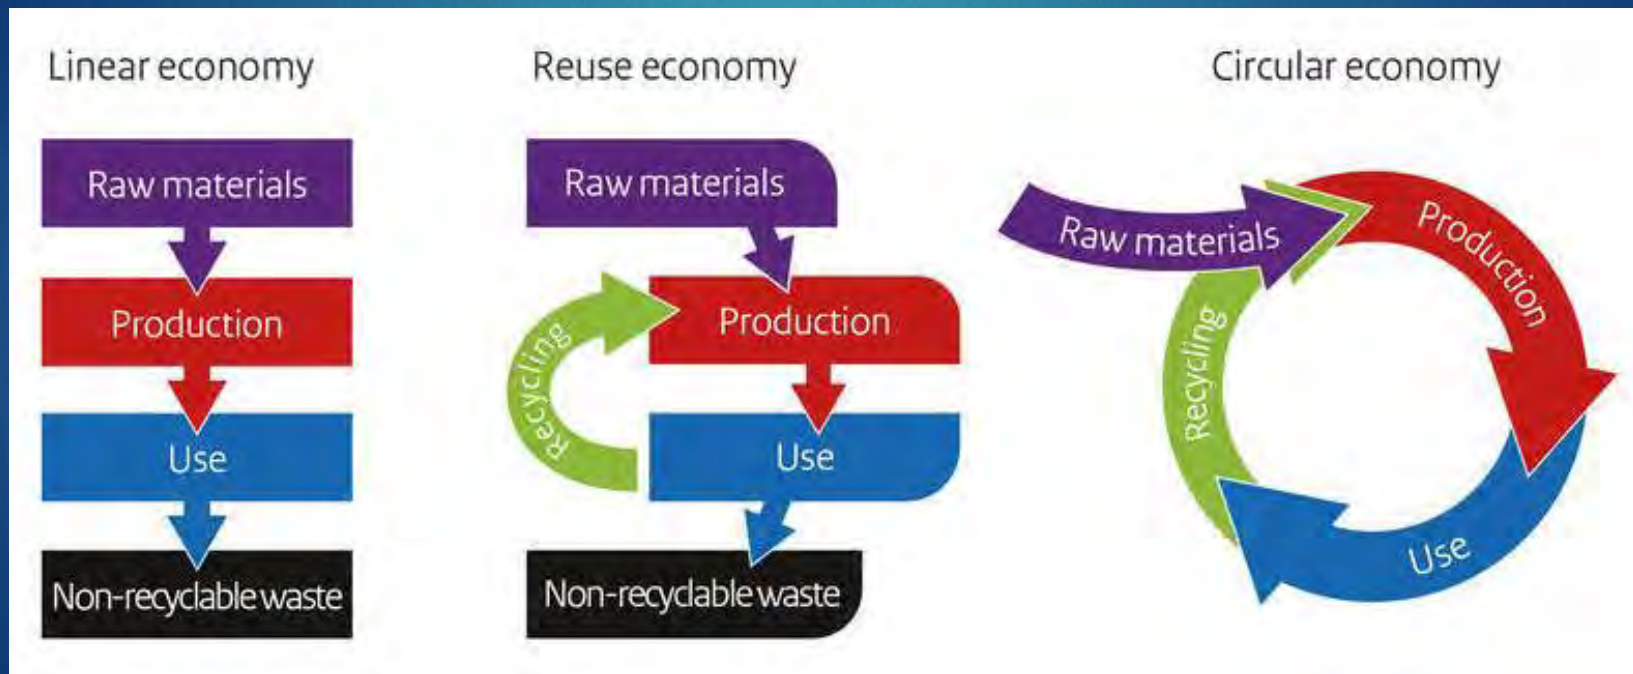 Linear economy
Raw materials
Production
Use
Non-recyclable waste
Reuse economy
Raw materials
Recycling
Production
Use
Non-recyclable waste
Circular economy
Raw materials
Production
Use
Recycling